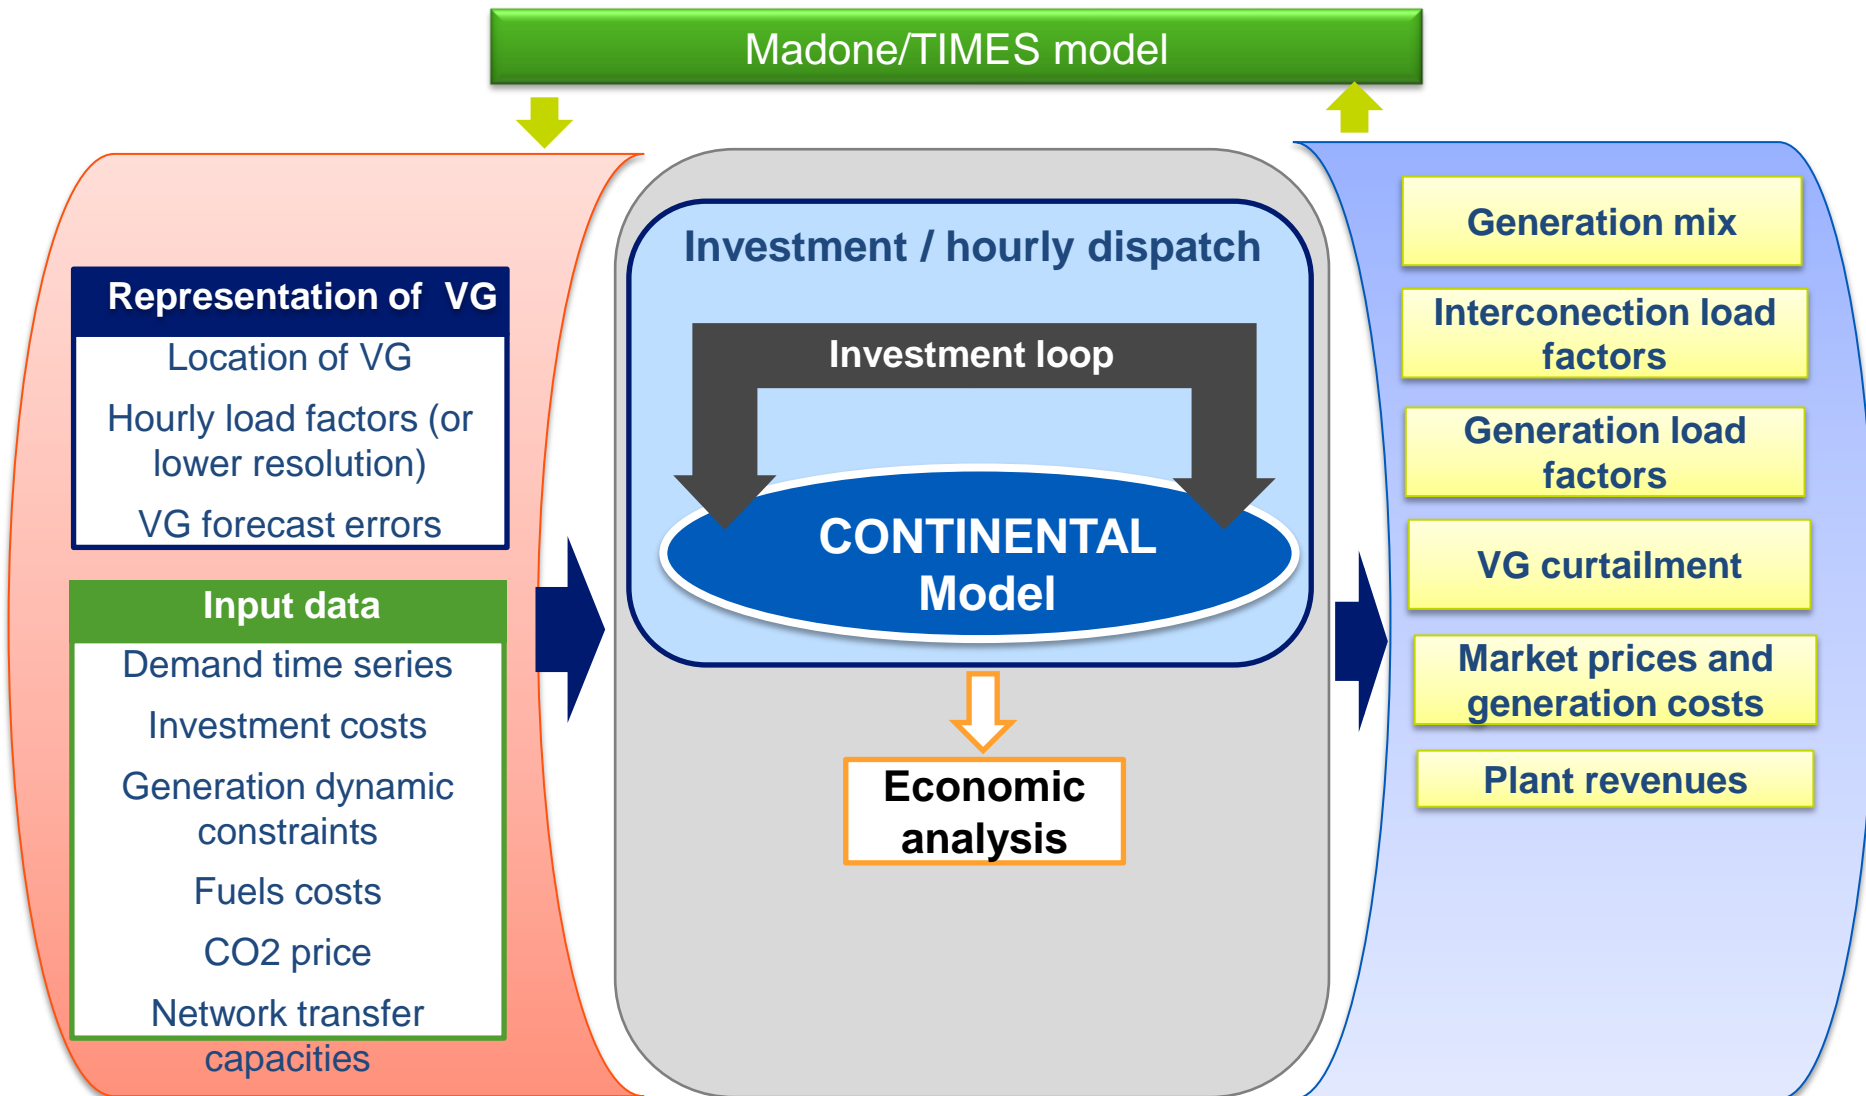 Madone/TIMES model
Representation of VG
Location of VG
Hourly load factors (or
lower resolution)
VG forecast errors
Input data
Demand time series
Investment costs
Generation dynamic
constraints
Fuels costs
CO2 price
Network transfer
capacities
Investment / hourly dispatch
Investment loop
CONTINENTAL
Model
Economic
analysis
Generation mix
Interconection load
factors
Generation load
factors
VG curtailment
Market prices and
generation costs
Plant revenues